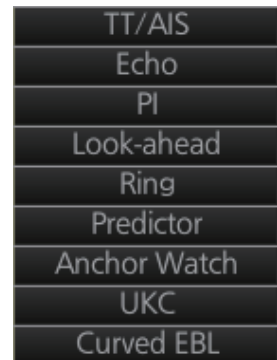 TT/AIS
Echo
PI
Look-ahead
Ring
Predictor
Anchor Watch
UKC
Curved EBL